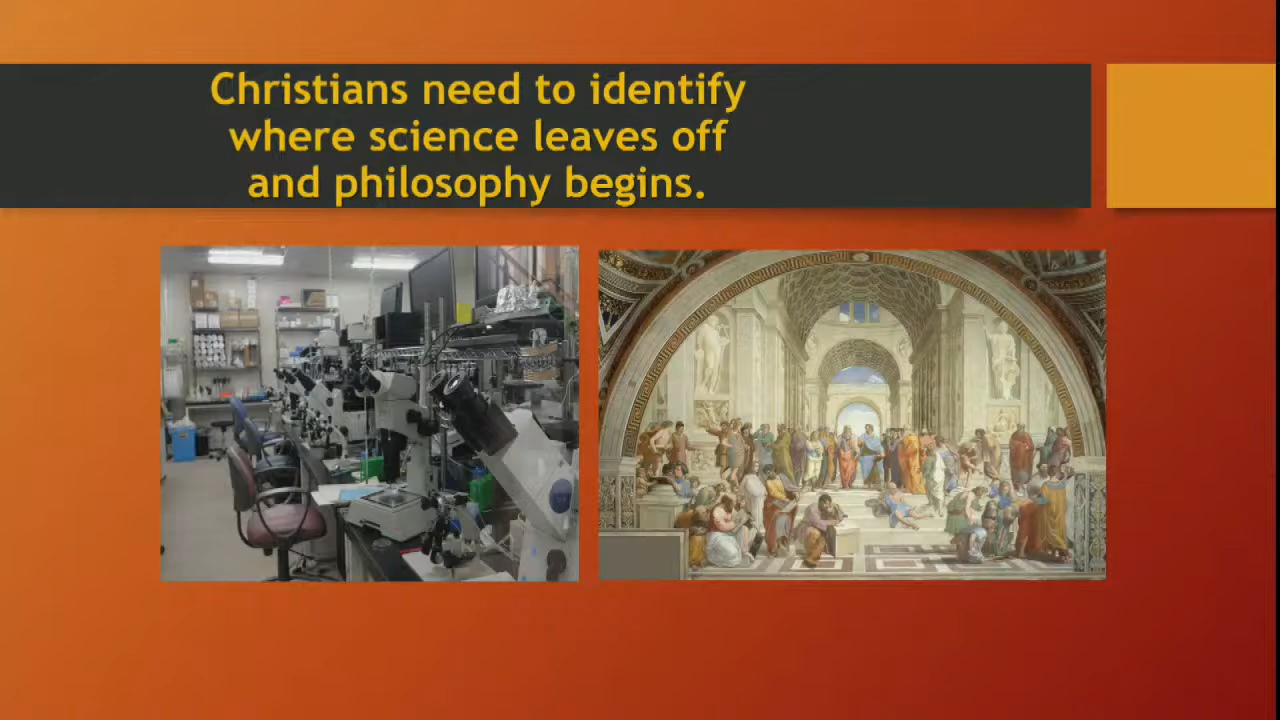 Christians need to identify
where science leaves off
and philosophy begins.